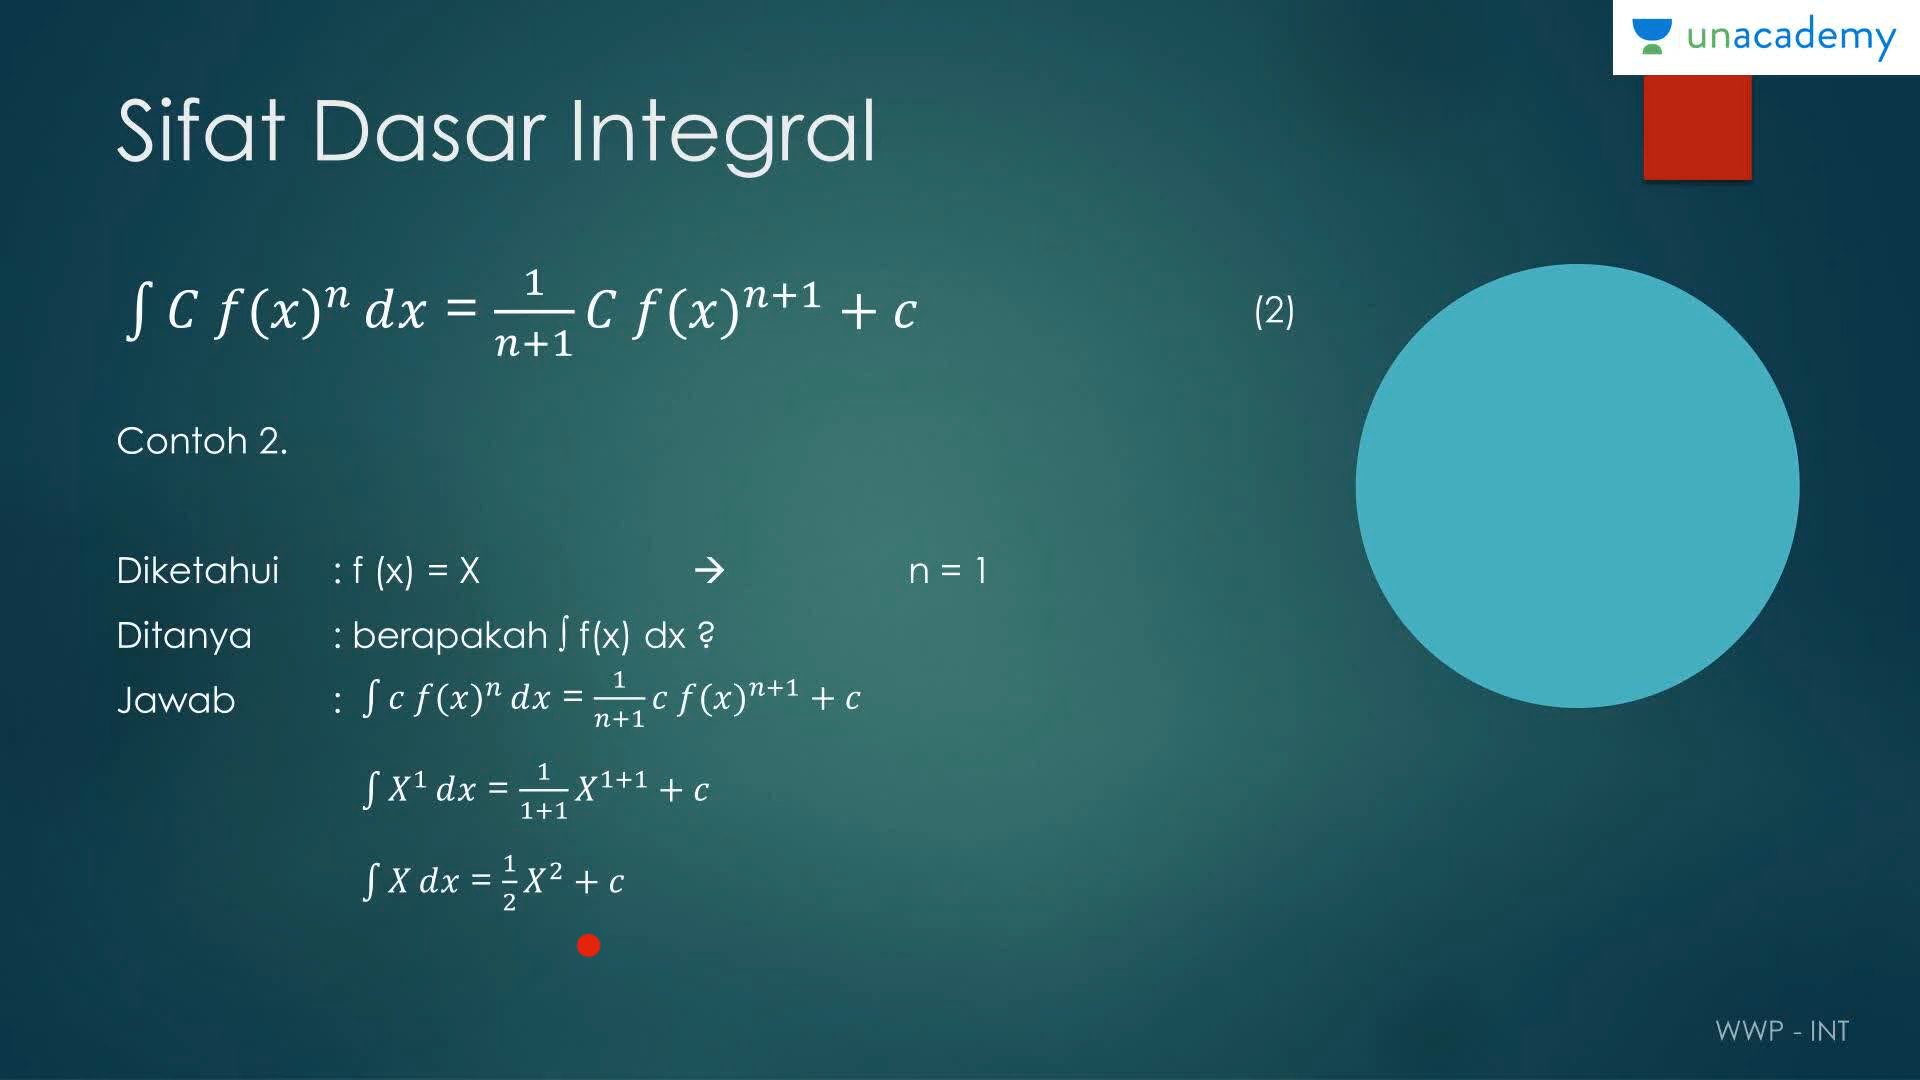 unacademy
Sifat Dasar Integral
∫ C f(x)ⁿ dx = 1/(n+1) C f(x)ⁿ⁺¹ + c (2)
Contoh 2.
Diketahui : f (x) = X → n = 1
Ditanya : berapakah ∫ f(x) dx ?
Jawab : ∫ c f(x)ⁿ dx = 1/(n+1) c f(x)ⁿ⁺¹ + c
∫ X¹ dx = 1/(1+1) X¹⁺¹ + c
∫ X dx = 1/2 X² + c
WWP - INT